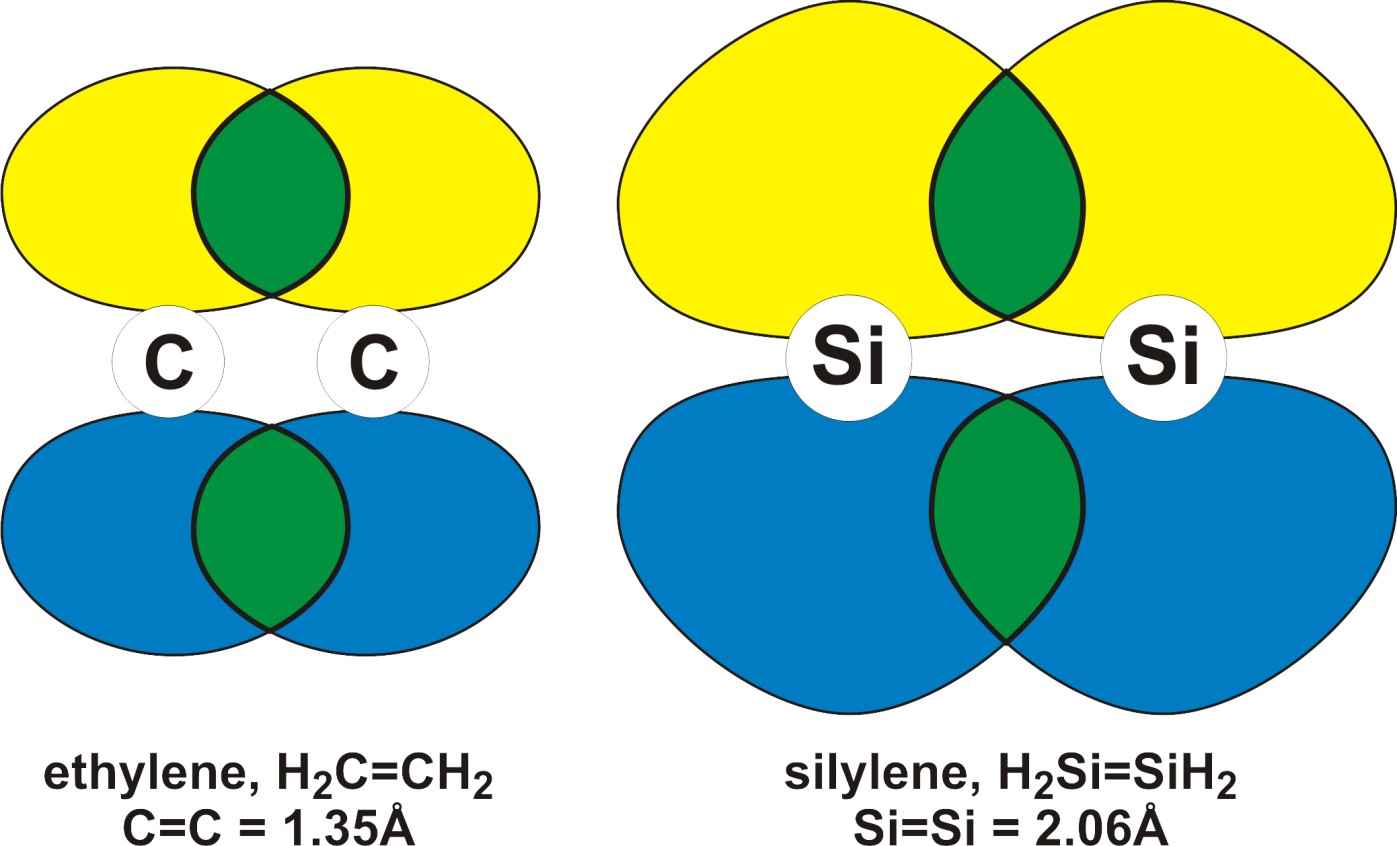 C C
Si Si
ethylene, H₂C=CH₂
C=C = 1.35Å
silylene, H₂Si=SiH₂
Si=Si = 2.06Å